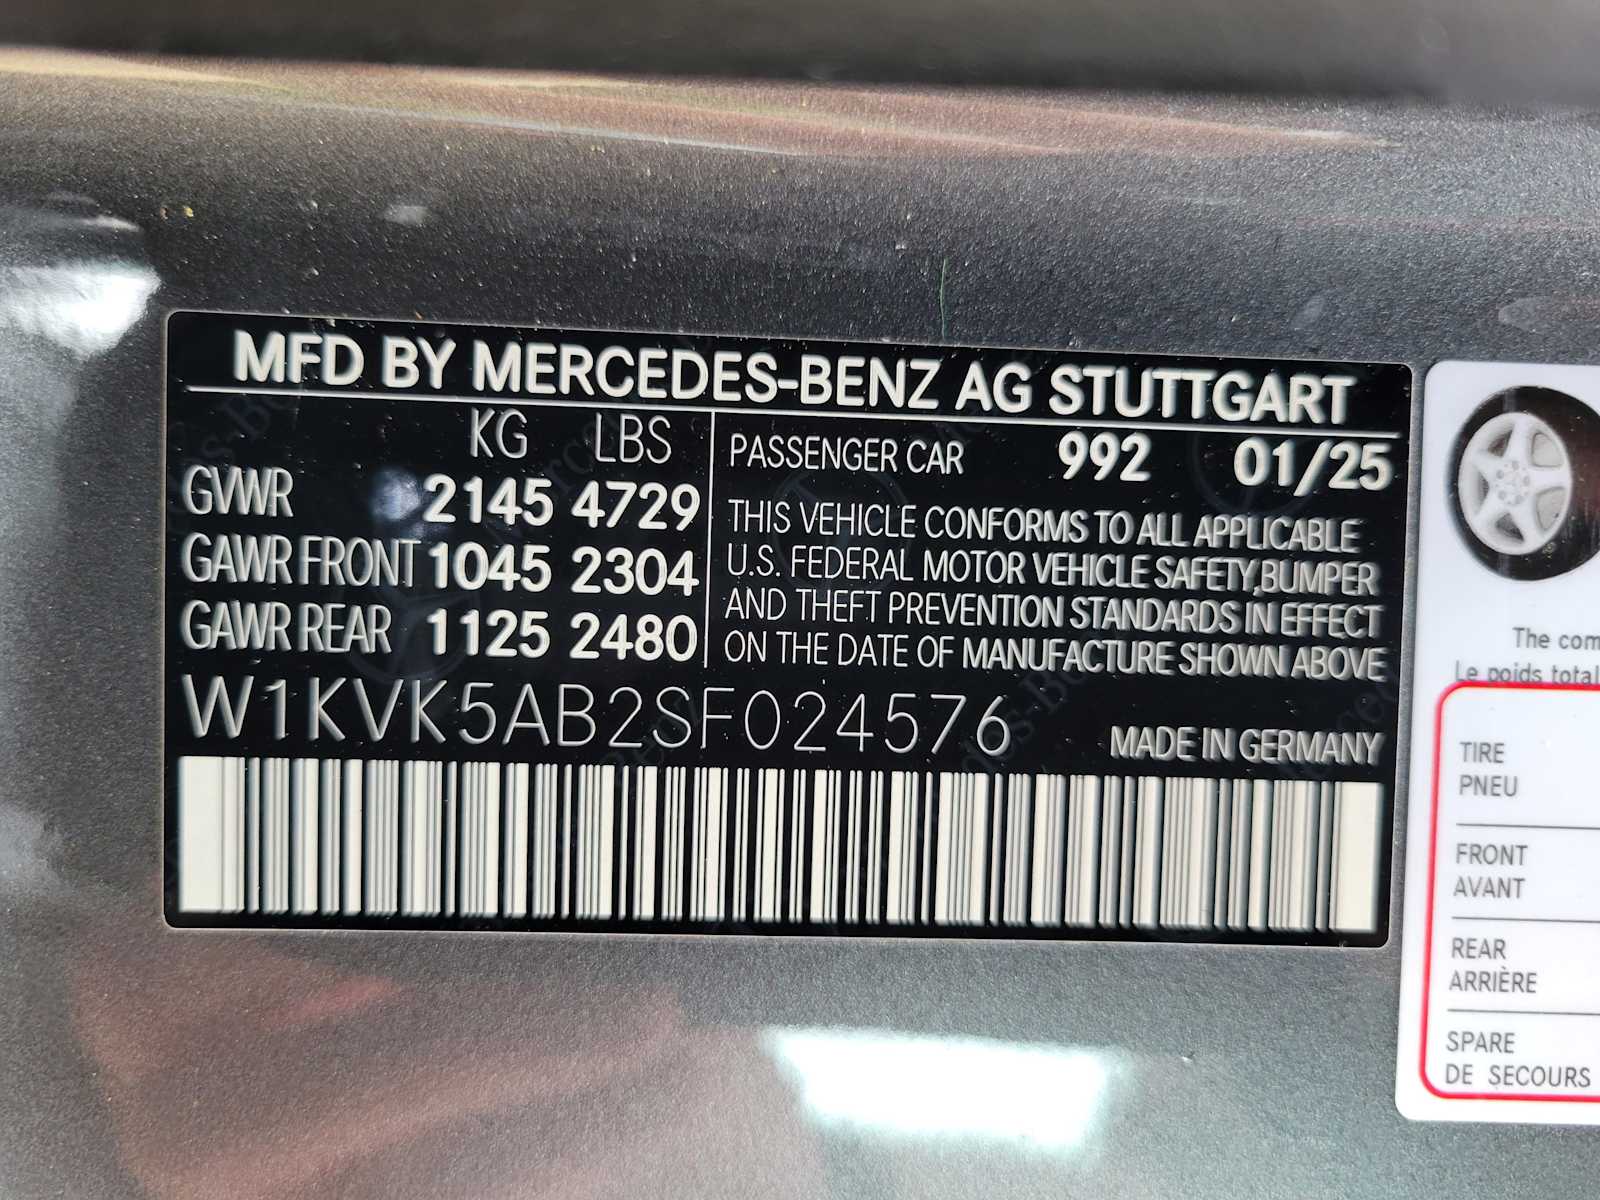 MFD BY MERCEDES-BENZ AG STUTTGART
KG LBS
GVWR 2145 4729
GAWR FRONT 1045 2304
GAWR REAR 1125 2480
PASSENGER CAR 992 01/25
THIS VEHICLE CONFORMS TO ALL APPLICABLE
U.S. FEDERAL MOTOR VEHICLE SAFETY,BUMPER
AND THEFT PREVENTION STANDARDS IN EFFECT
ON THE DATE OF MANUFACTURE SHOWN ABOVE
W1KVK5AB2SF024576
MADE IN GERMANY
The com
Le poids total
TIRE
PNEU
FRONT
AVANT
REAR
ARRIÈRE
SPARE
DE SECOURS